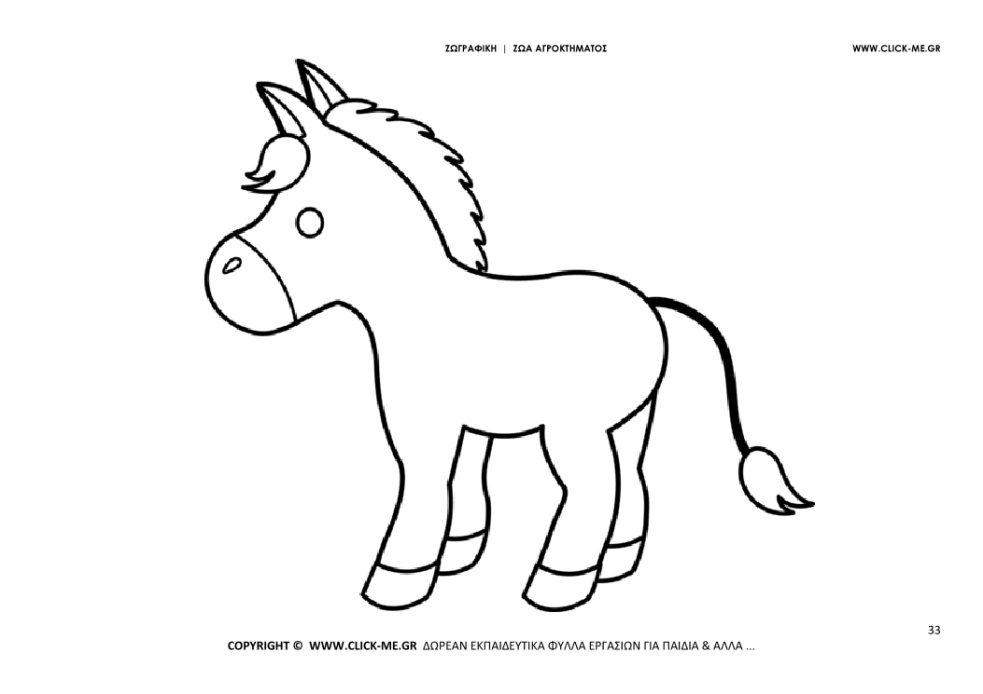 ΖΩΓΡΑΦΙΚΗ | ΖΩΑ ΑΓΡΟΚΤΗΜΑΤΟΣ
WWW.CLICK-ME.GR
33
COPYRIGHT © WWW.CLICK-ME.GR ΔΩΡΕΑΝ ΕΚΠΑΙΔΕΥΤΙΚΑ ΦΥΛΛΑ ΕΡΓΑΣΙΩΝ ΓΙΑ ΠΑΙΔΙΑ & ΑΛΛΑ ...